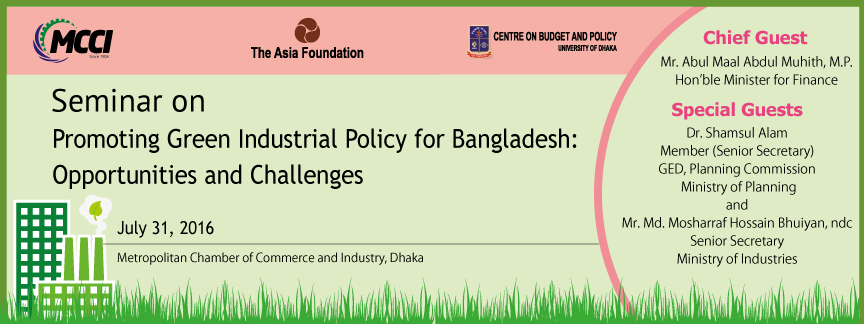 MCCI
Since 1904
The Asia Foundation
CENTRE ON BUDGET AND POLICY
UNIVERSITY OF DHAKA
Seminar on
Promoting Green Industrial Policy for Bangladesh:
Opportunities and Challenges
July 31, 2016
Metropolitan Chamber of Commerce and Industry, Dhaka
Chief Guest
Mr. Abul Maal Abdul Muhith, M.P.
Hon'ble Minister for Finance
Special Guests
Dr. Shamsul Alam
Member (Senior Secretary)
GED, Planning Commission
Ministry of Planning
and
Mr. Md. Mosharraf Hossain Bhuiyan, ndc
Senior Secretary
Ministry of Industries